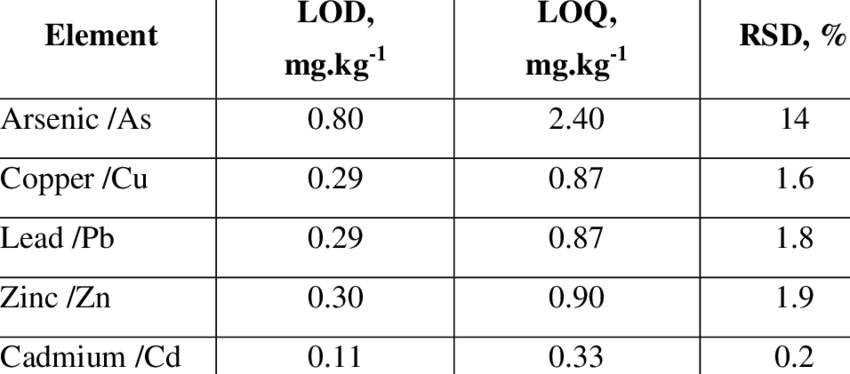 Element LOD, mg.kg-1 LOQ, mg.kg-1 RSD, %
Arsenic /As 0.80 2.40 14
Copper /Cu 0.29 0.87 1.6
Lead /Pb 0.29 0.87 1.8
Zinc /Zn 0.30 0.90 1.9
Cadmium /Cd 0.11 0.33 0.2